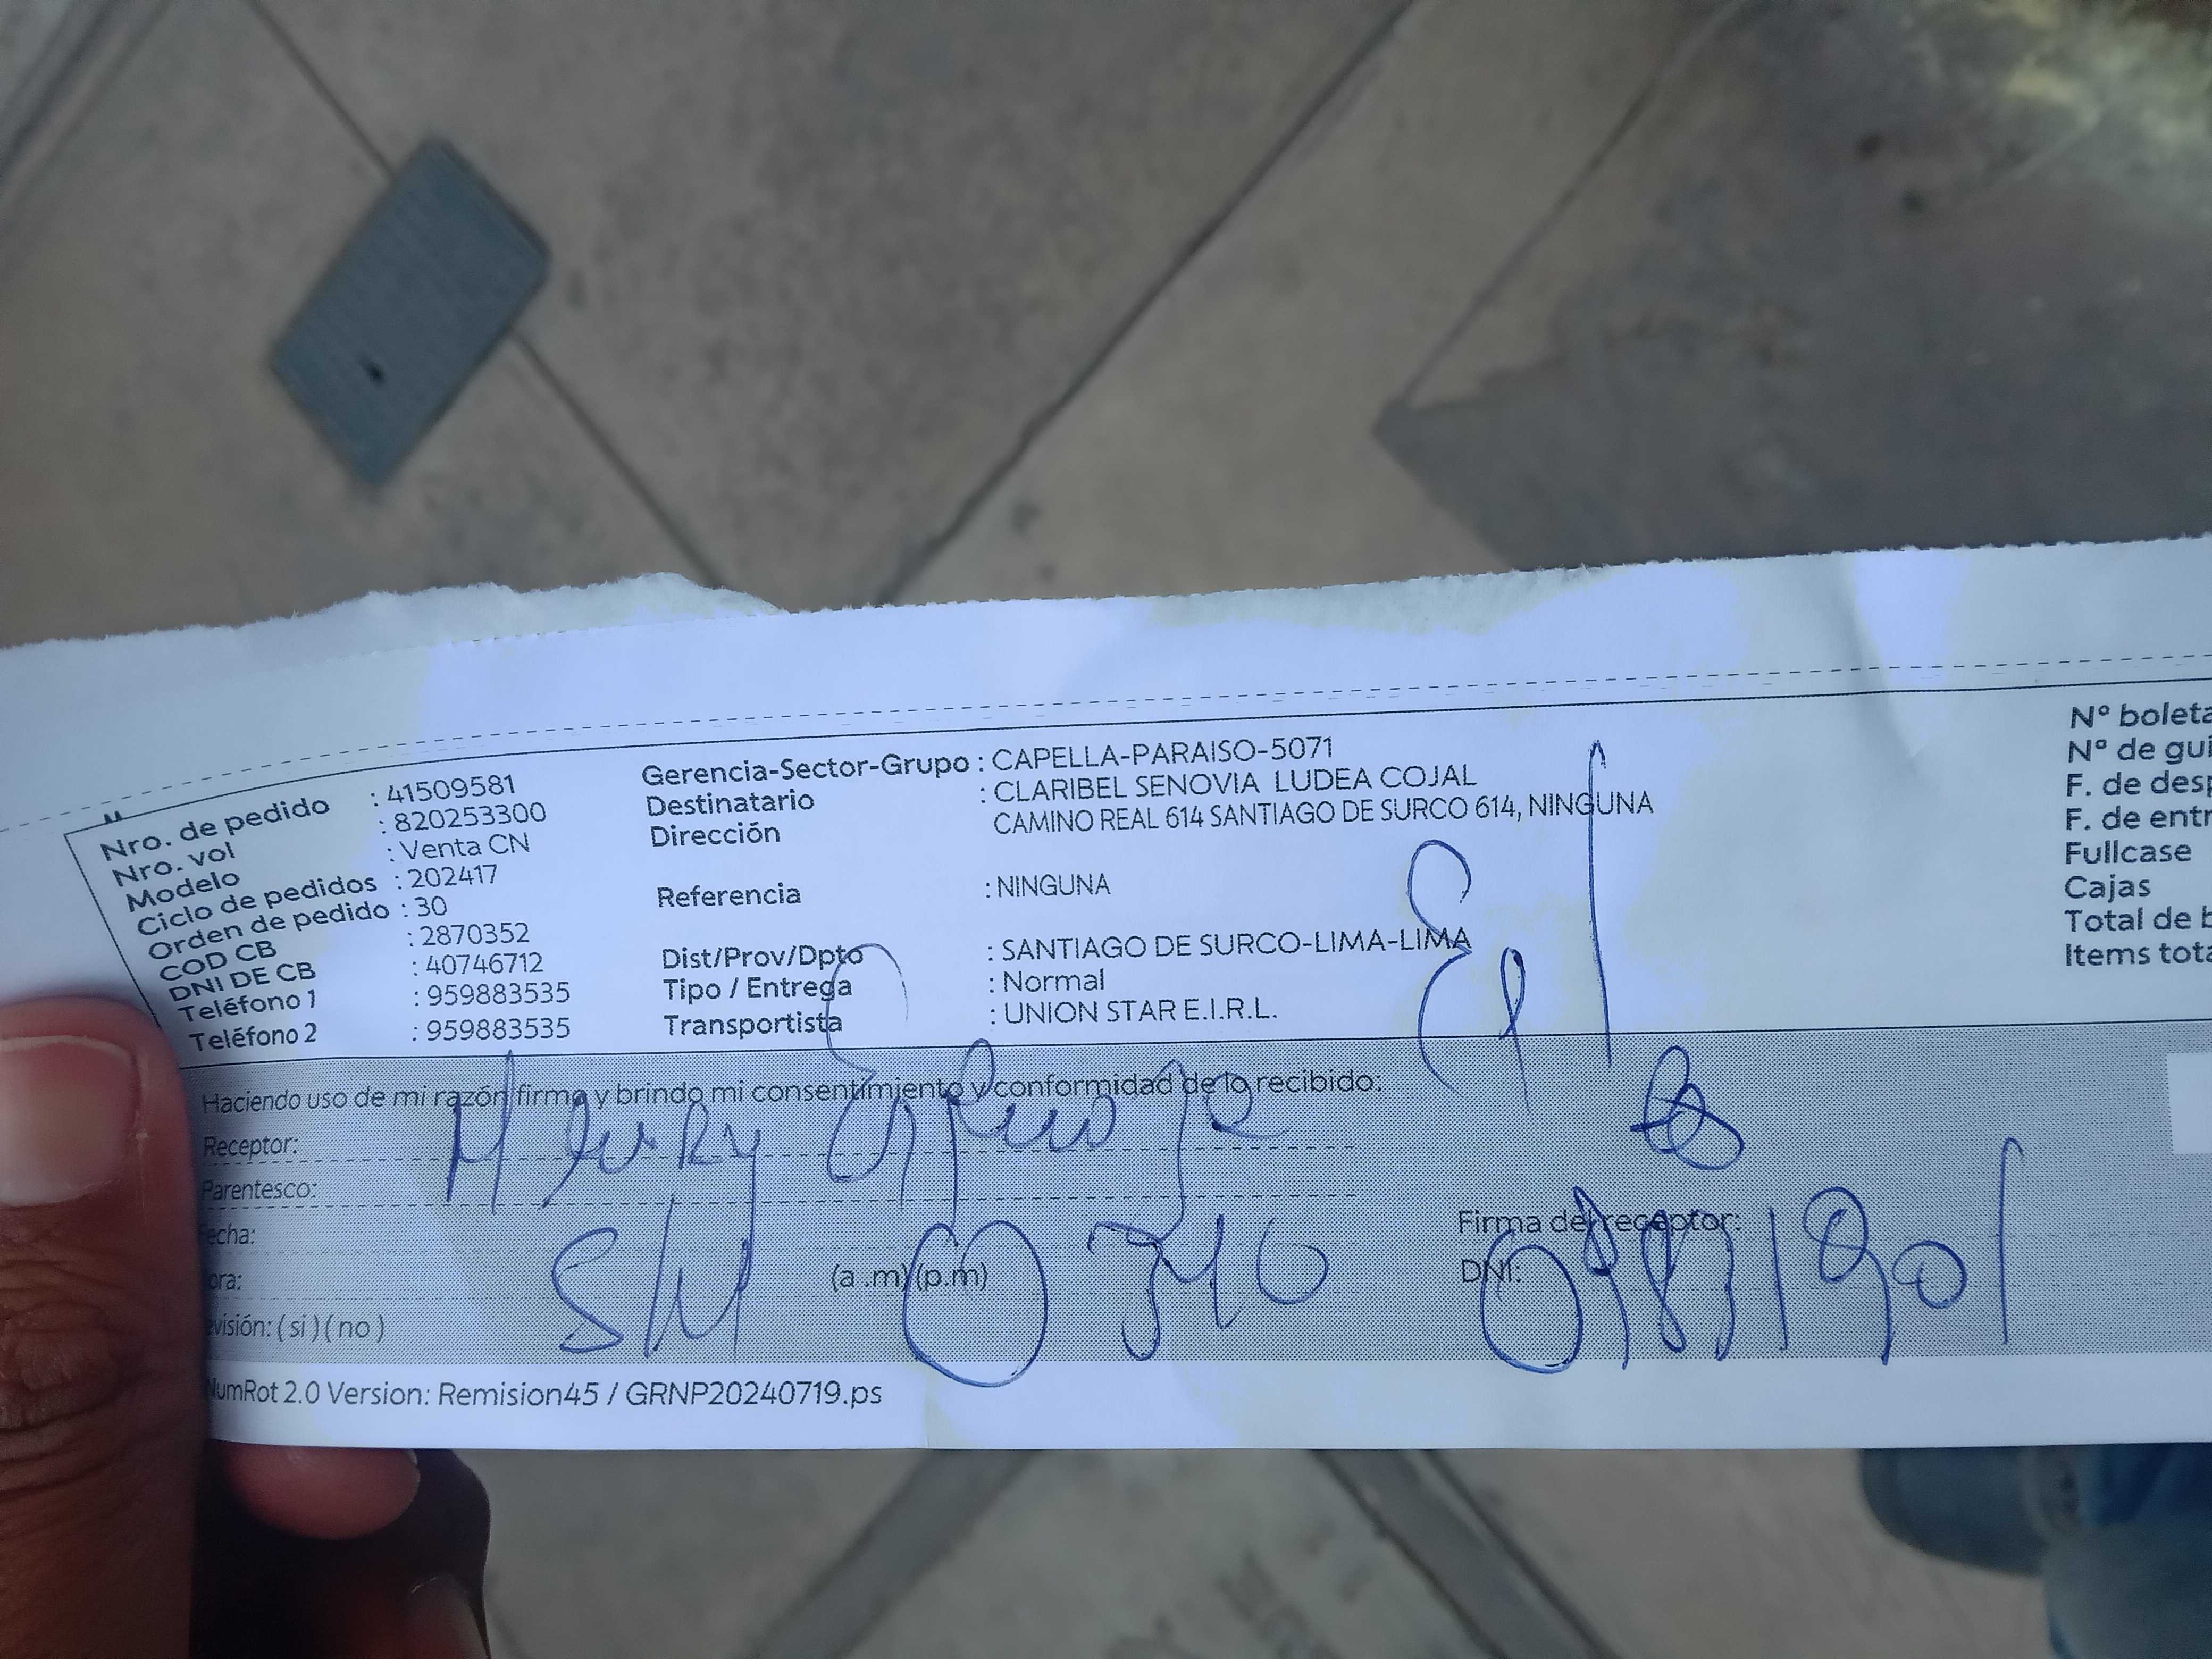 Nro. de pedido : 41509581
Nro. vol : 820253300
Modelo : Venta CN
Ciclo de pedidos : 202417
Orden de pedido : 30
COD CB : 2870352
DNI DE CB : 40746712
Teléfono 1 : 959883535
Teléfono 2 : 959883535
Gerencia-Sector-Grupo : CAPELLA-PARAISO-5071
Destinatario : CLARIBEL SENOVIA LUDEA COJAL
Dirección CAMINO REAL 614 SANTIAGO DE SURCO 614, NINGUNA
Referencia : NINGUNA
Dist/Prov/Dpto : SANTIAGO DE SURCO-LIMA-LIMA
Tipo / Entrega : Normal
Transportista : UNION STAR E.I.R.L.
N° boleta
N° de gui
F. de desp
F. de entr
Fullcase
Cajas
Total de b
Items tota
Haciendo uso de mi razón firma y brindo mi consentimiento y conformidad de lo recibido:
Receptor: Henry
Parentesco:
echa:
ora: (a .m) (p.m)
visión: ( si ) ( no )
Firma del receptor:
DNI:
NumRot 2.0 Version: Remision45 / GRNP20240719.ps